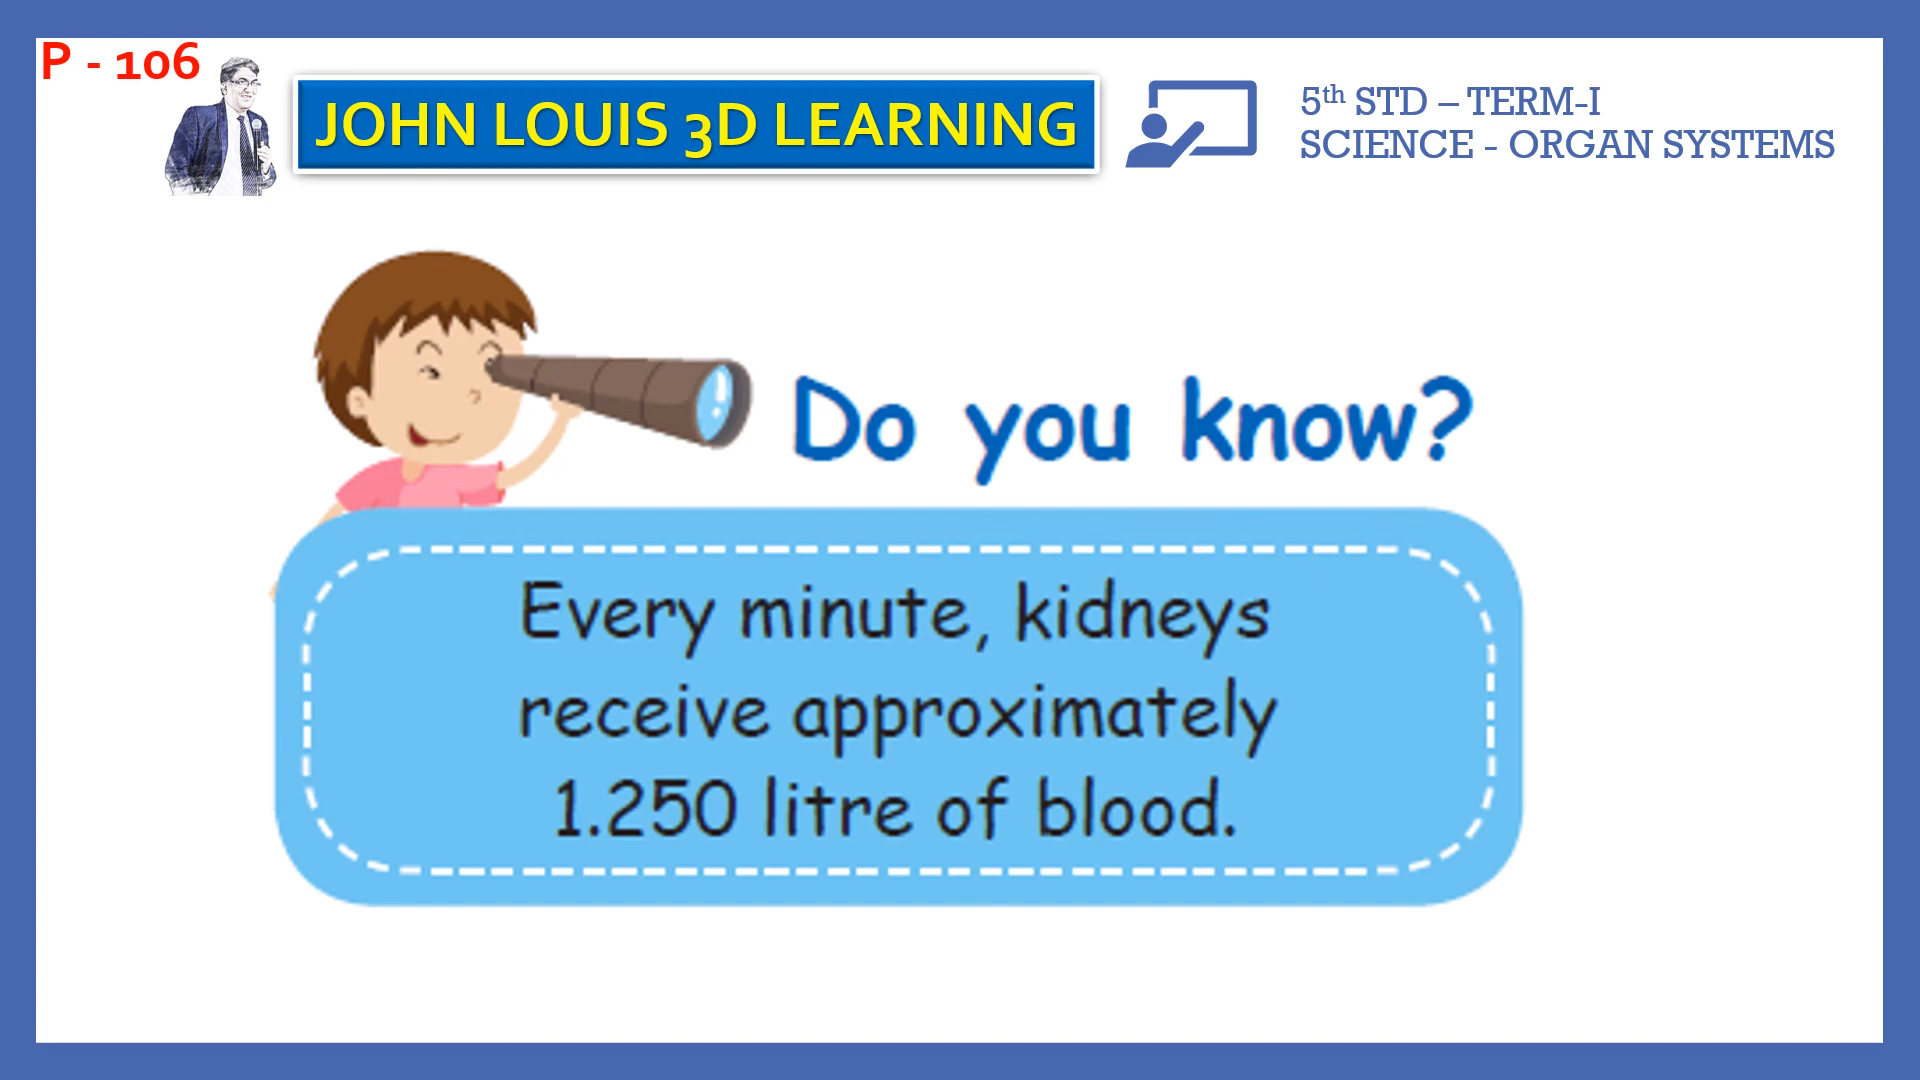 P - 106
JOHN LOUIS 3D LEARNING
5th STD – TERM-I
SCIENCE - ORGAN SYSTEMS
Do you know?
Every minute, kidneys
receive approximately
1.250 litre of blood.